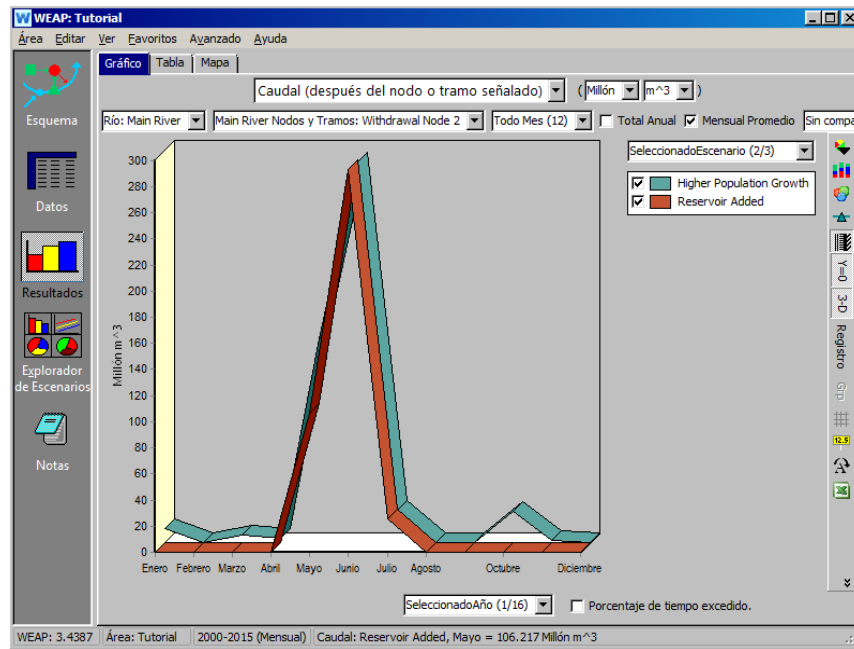 WEAP: Tutorial
Área Editar Ver Favoritos Avanzado Ayuda
Gráfico Tabla Mapa
Caudal (después del nodo o tramo señalado) ( Millón m^3 )
Río: Main River Main River Nodos y Tramos: Withdrawal Node 2 Todo Mes (12) Total Anual Mensual Promedio Sin compa
SeleccionadoEscenario (2/3)
Higher Population Growth
Reservoir Added
Esquema
Datos
Resultados
Explorador
de Escenarios
Notas
Millón m^3
300
280
260
240
220
200
180
160
140
120
100
80
60
40
20
0
Enero Febrero Marzo Abril Mayo Junio Julio Agosto Octubre Diciembre
Y=0
3-D
Registro
Grp
12.5
A
SeleccionadoAño (1/16) Porcentaje de tiempo excedido.
WEAP: 3.4387 Área: Tutorial 2000-2015 (Mensual) Caudal: Reservoir Added, Mayo = 106.217 Millón m^3